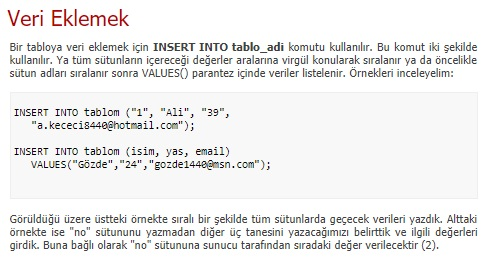 Veri Eklemek
Bir tabloya veri eklemek için INSERT INTO tablo_adi komutu kullanılır. Bu komut iki şekilde
kullanılır. Ya tüm sütunların içereceği değerler aralarına virgül konularak sıralanır ya da öncelikle
sütun adları sıralanır sonra VALUES() parantez içinde veriler listelenir. Örnekleri inceleyelim:
INSERT INTO tablom ("1", "Ali", "39",
"a.kececi8440@hotmail.com");
INSERT INTO tablom (isim, yas, email)
VALUES("Gözde","24","gozde1440@msn.com");
Görüldüğü üzere üstteki örnekte sıralı bir şekilde tüm sütunlarda geçecek verileri yazdık. Alttaki
örnekte ise "no" sütununu yazmadan diğer üç tanesini yazacağımızı belirttik ve ilgili değerleri
girdik. Buna bağlı olarak "no" sütununa sunucu tarafından sıradaki değer verilecektir (2).